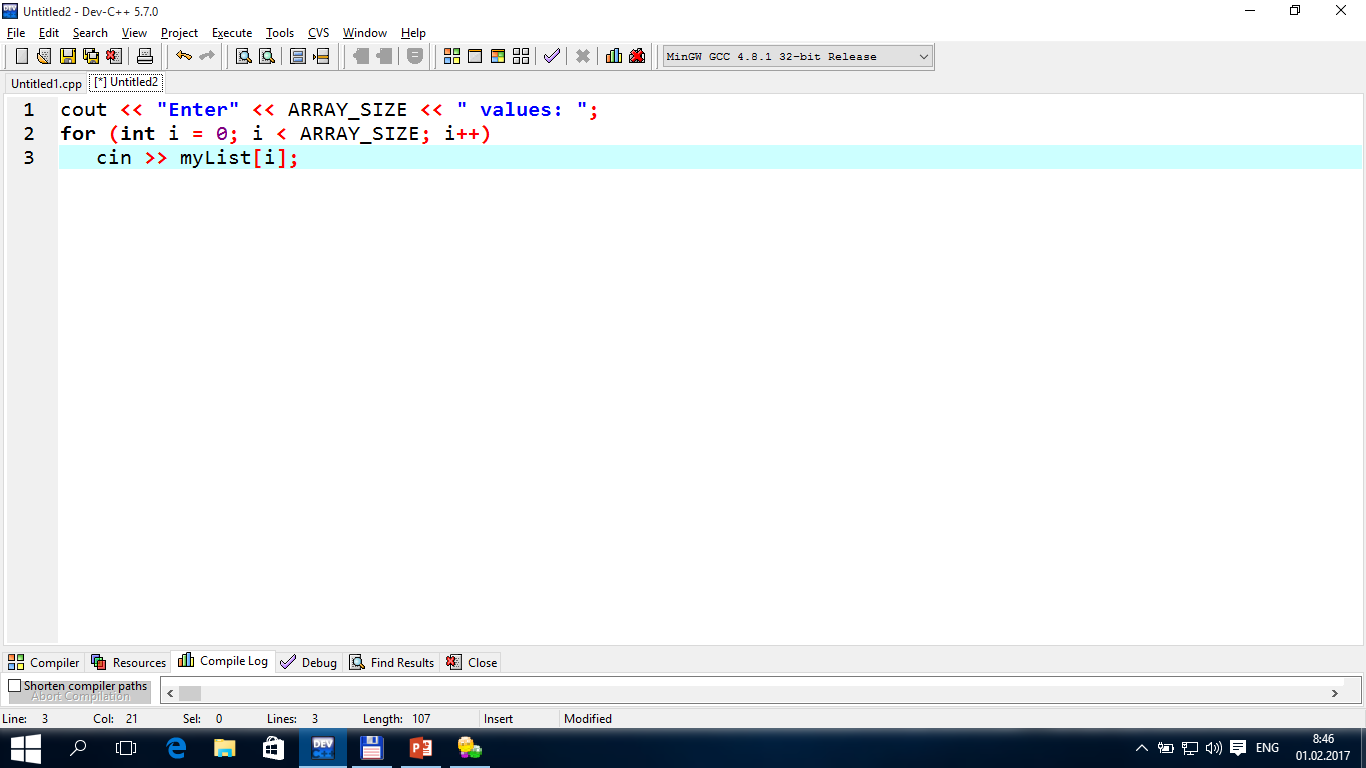 Untitled2 - Dev-C++ 5.7.0
File Edit Search View Project Execute Tools CVS Window Help
MinGW GCC 4.8.1 32-bit Release
Untitled1.cpp [*] Untitled2
1 cout << "Enter" << ARRAY_SIZE << " values: ";
2 for (int i = 0; i < ARRAY_SIZE; i++)
3    cin >> myList[i];
Compiler Resources Compile Log Debug Find Results Close
Shorten compiler paths
Abort Compilation
Line: 3 Col: 21 Sel: 0 Lines: 3 Length: 107 Insert Modified
DEV C++ P ENG 8:46
01.02.2017